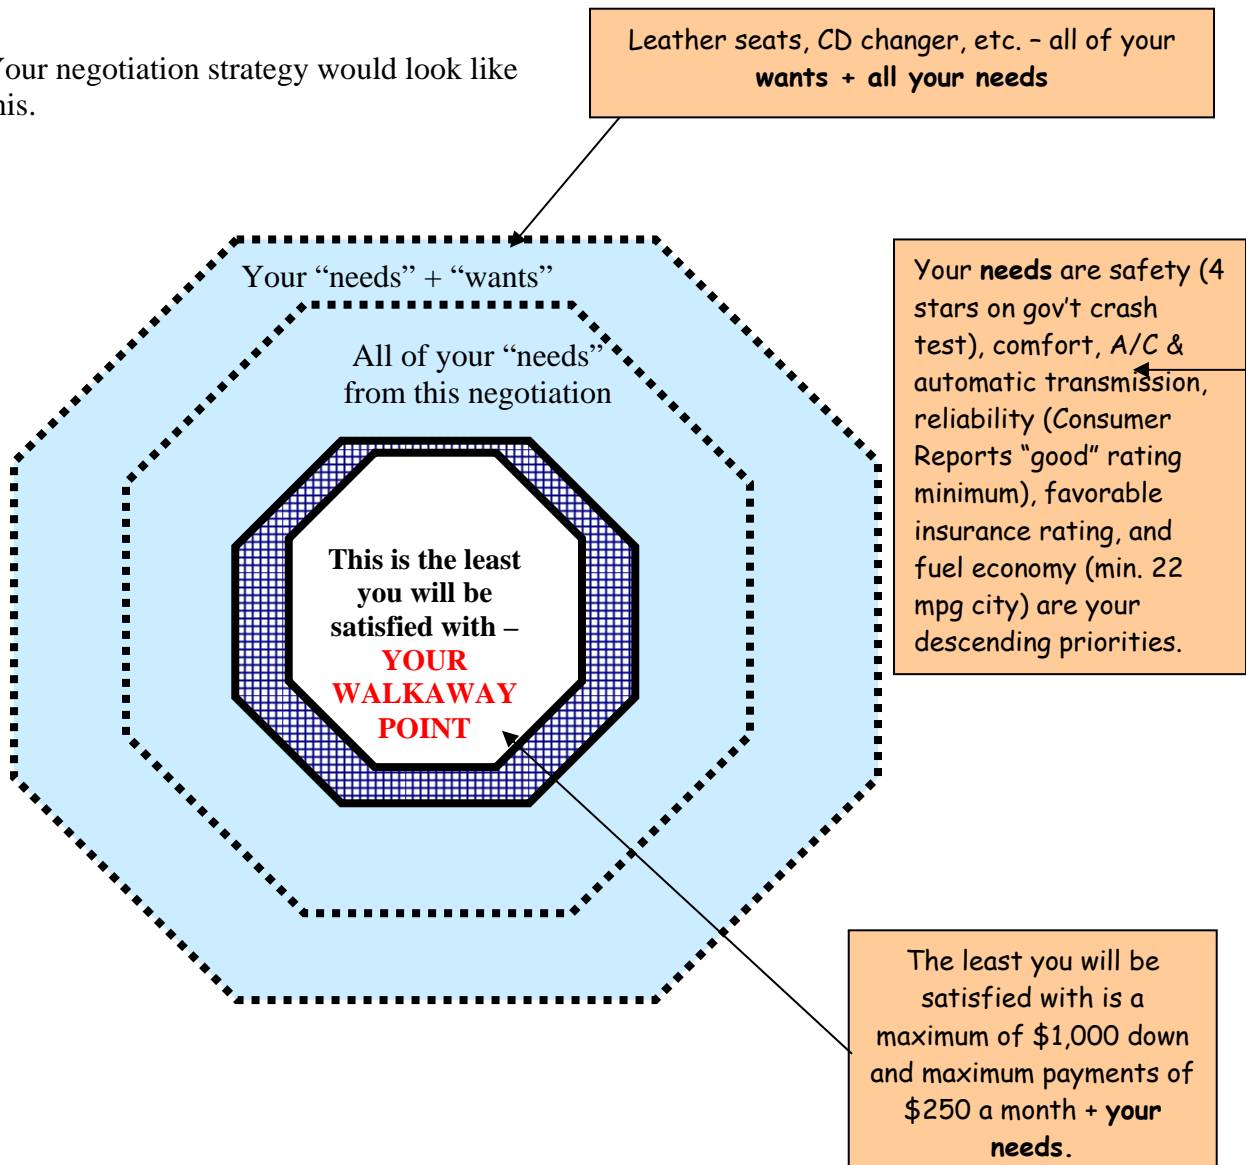 Leather seats, CD changer, etc. – all of your
wants + all your needs
Your negotiation strategy would look like
this.
Your “needs” + “wants”
All of your “needs”
from this negotiation
Your needs are safety (4
stars on gov’t crash
test), comfort, A/C &
automatic transmission,
reliability (Consumer
Reports “good” rating
minimum), favorable
insurance rating, and
fuel economy (min. 22
mpg city) are your
descending priorities.
This is the least
you will be
satisfied with –
YOUR
WALKAWAY
POINT
The least you will be
satisfied with is a
maximum of $1,000 down
and maximum payments of
$250 a month + your
needs.